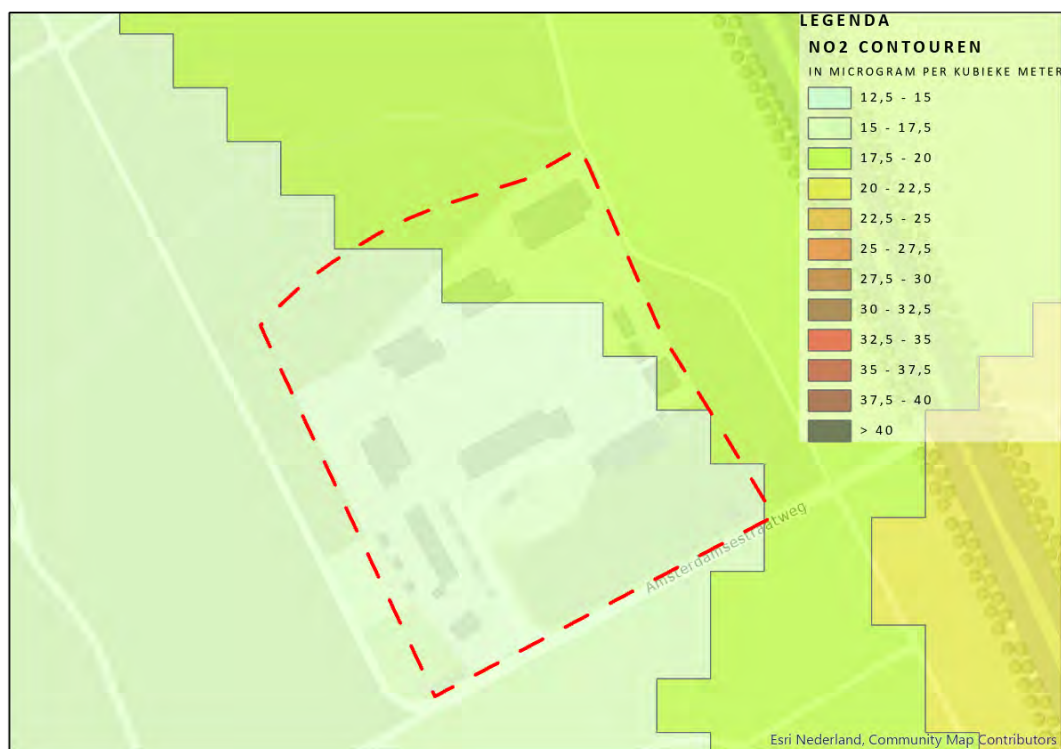 LEGENDA
NO2 CONTOUREN
IN MICROGRAM PER KUBIEKE METER
12,5 - 15
15 - 17,5
17,5 - 20
20 - 22,5
22,5 - 25
25 - 27,5
27,5 - 30
30 - 32,5
32,5 - 35
35 - 37,5
37,5 - 40
> 40
Amsterdamsestraatweg
Esri Nederland, Community Map Contributors